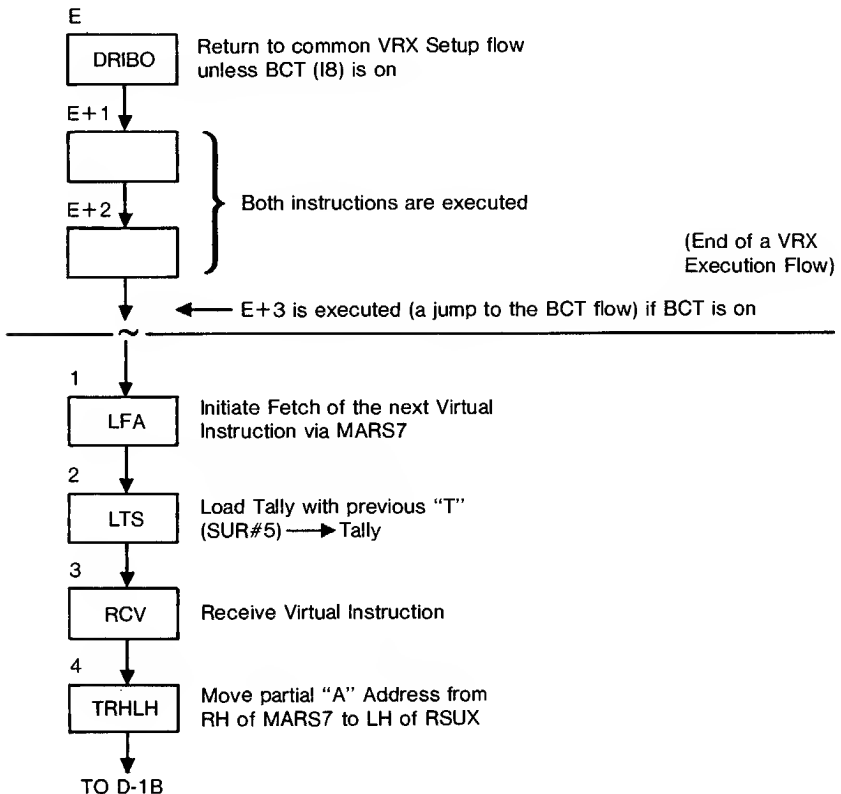 E
DRIBO
Return to common VRX Setup flow
unless BCT (I8) is on
E+1
E+2
Both instructions are executed
(End of a VRX
Execution Flow)
E+3 is executed (a jump to the BCT flow) if BCT is on
~
1
LFA
Initiate Fetch of the next Virtual
Instruction via MARS7
2
LTS
Load Tally with previous “T”
(SUR#5) → Tally
3
RCV
Receive Virtual Instruction
4
TRHLH
Move partial “A” Address from
RH of MARS7 to LH of RSUX
TO D-1B